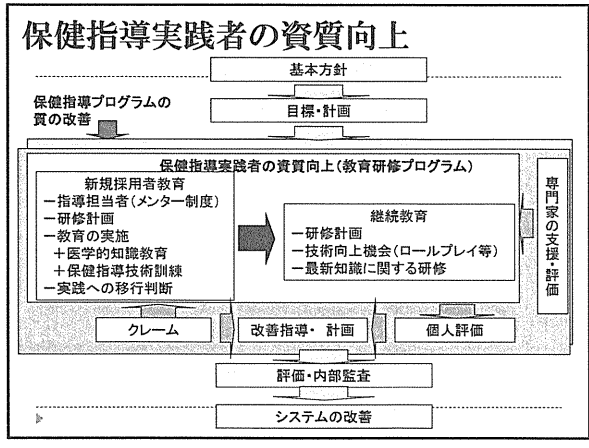 保健指導実践者の資質向上
基本方針
目標・計画
保健指導プログラムの
質の改善
保健指導実践者の資質向上(教育研修プログラム)
新規採用者教育
ー指導担当者(メンター制度)
ー研修計画
ー教育の実施
+医学的知識教育
+保健指導技術訓練
ー実践への移行判断
継続教育
ー研修計画
ー技術向上機会(ロールプレイ等)
ー最新知識に関する研修
専門家の支援・評価
クレーム
改善指導・ 計画
個人評価
評価・内部監査
システムの改善